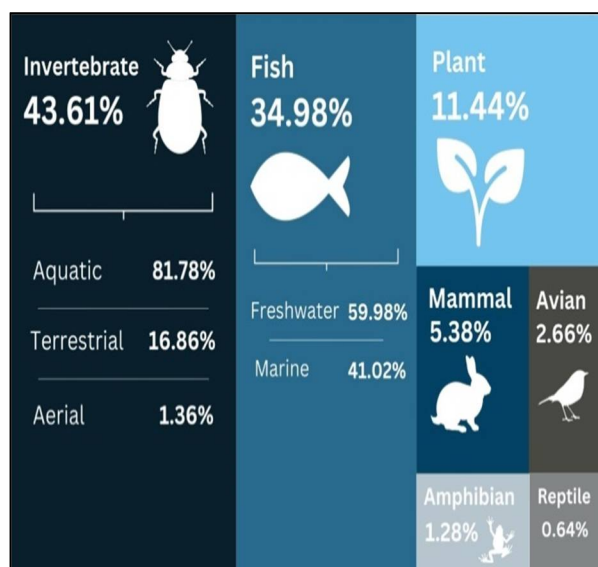 Invertebrate
43.61%
Aquatic 81.78%
Terrestrial 16.86%
Aerial 1.36%
Fish
34.98%
Freshwater 59.98%
Marine 41.02%
Plant
11.44%
Mammal
5.38%
Avian
2.66%
Amphibian
1.28%
Reptile
0.64%